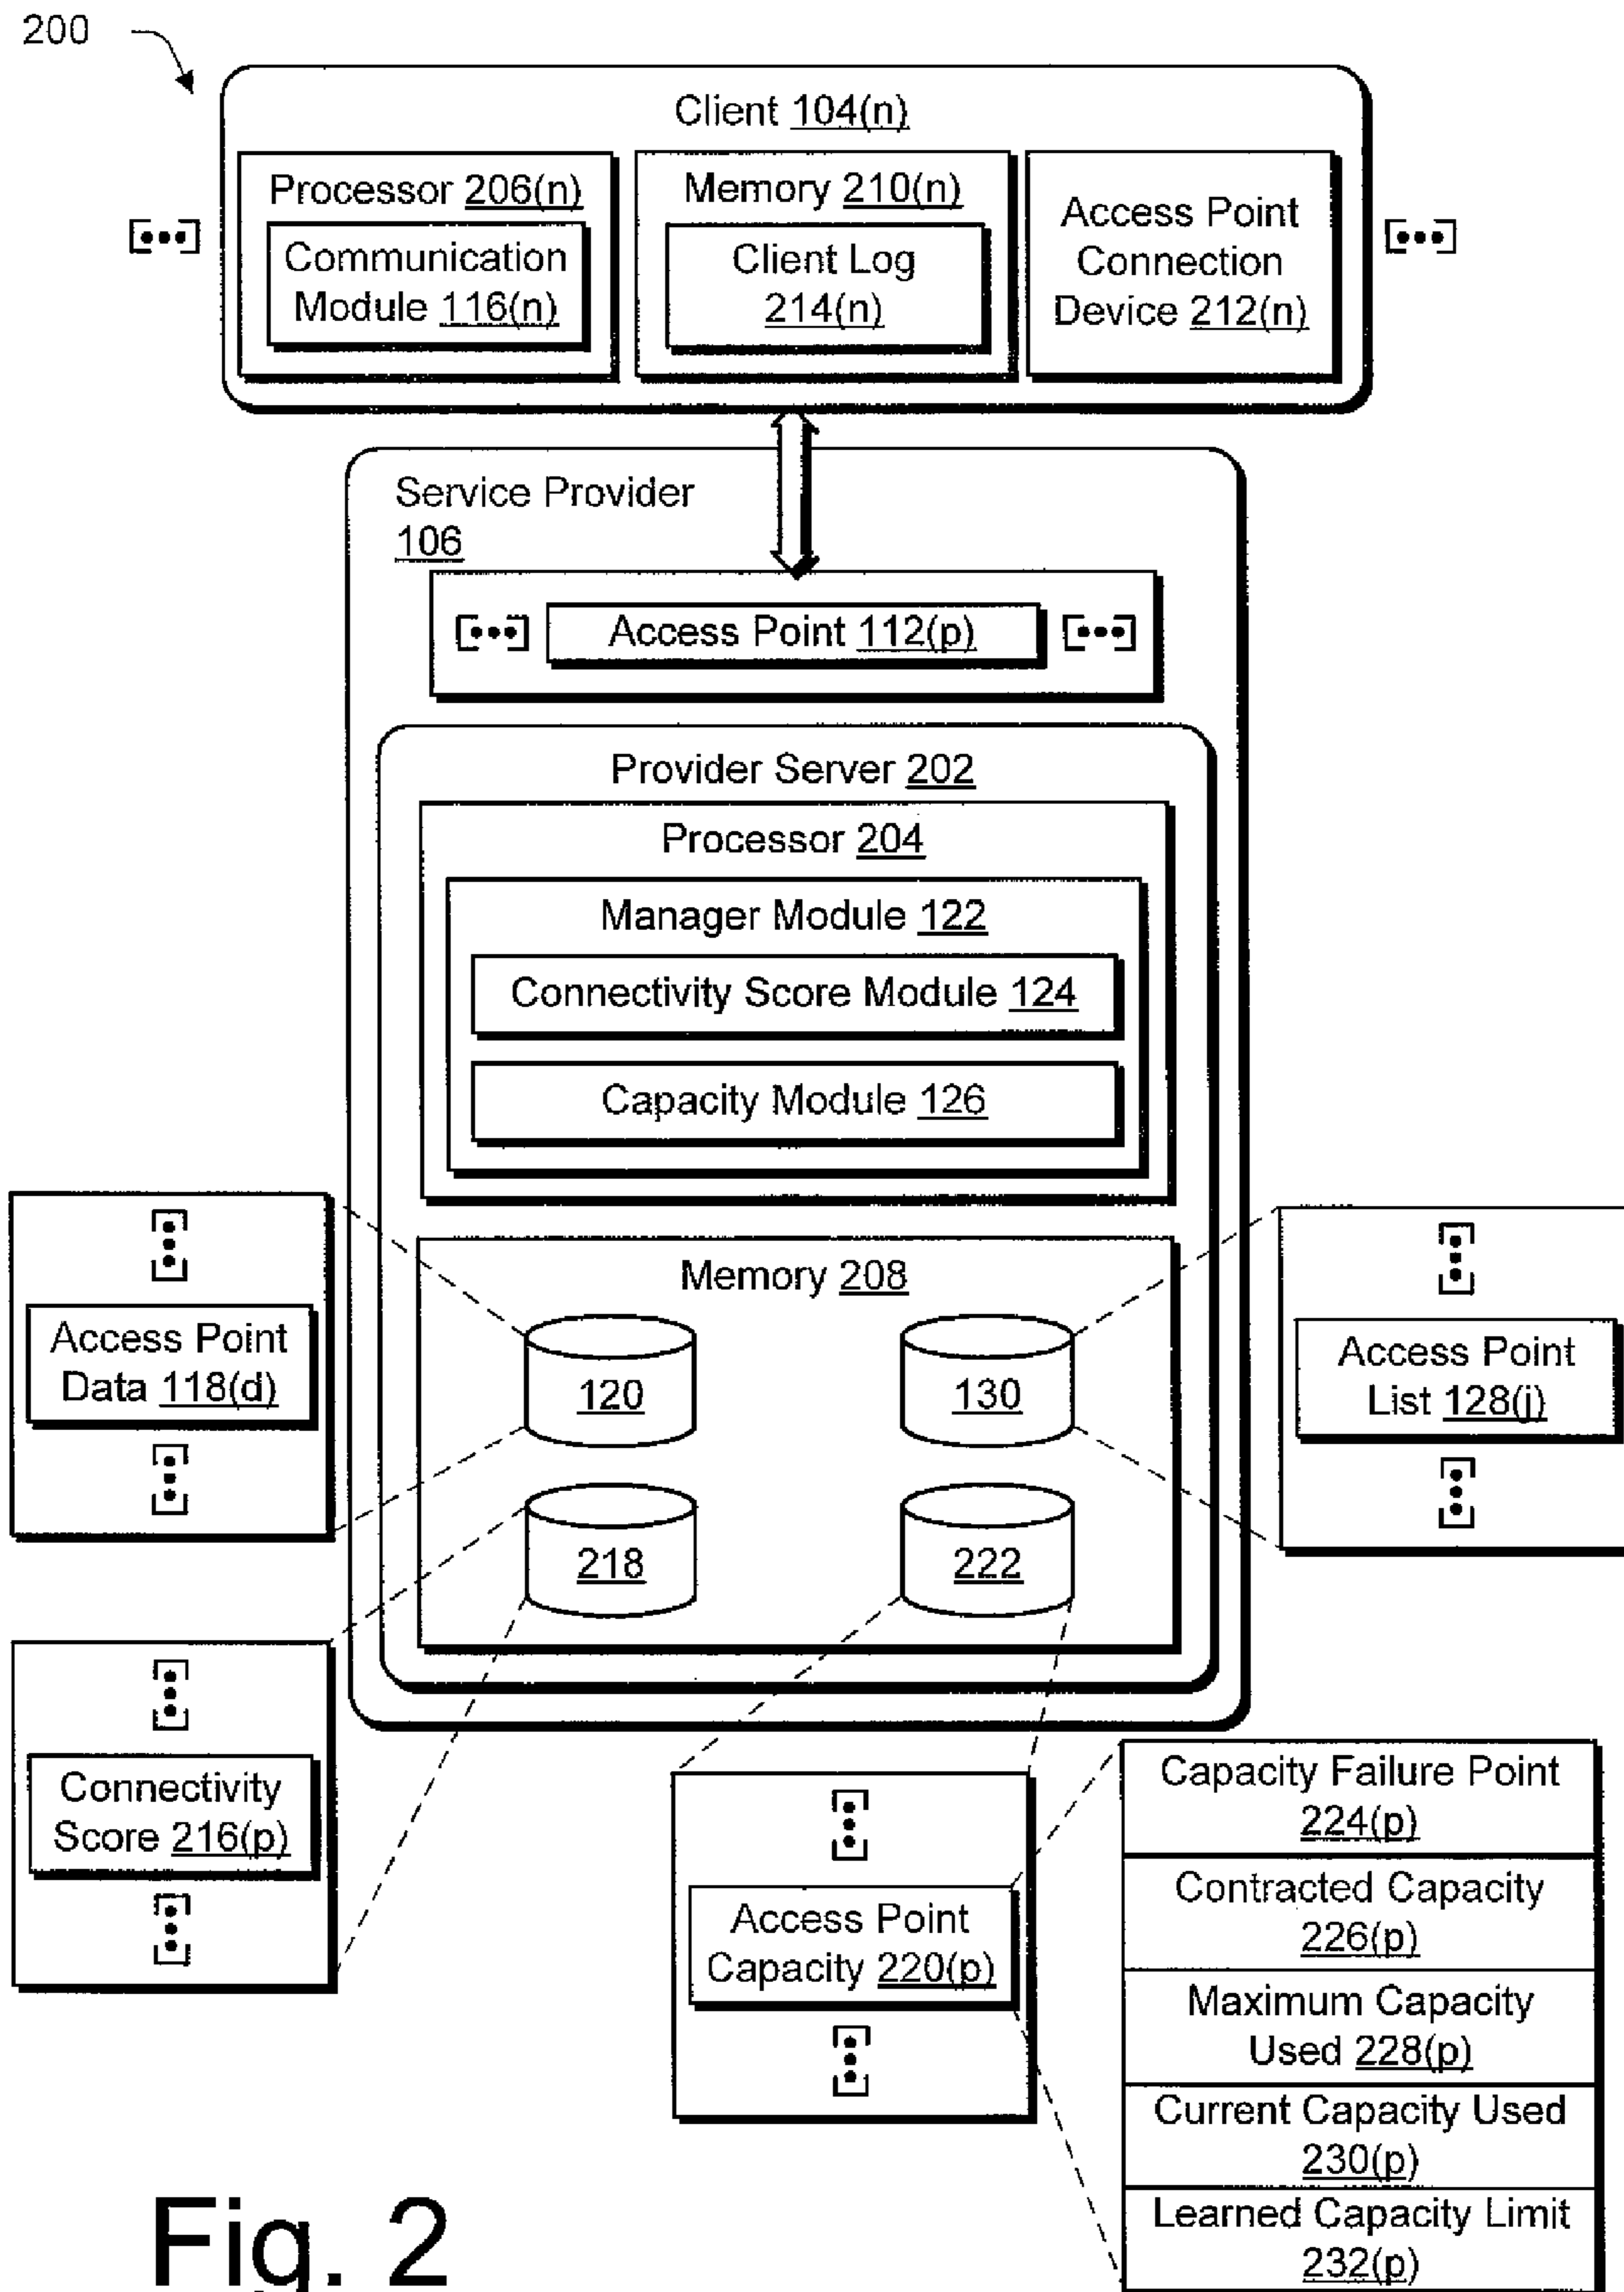 200
Client 104(n)
Processor 206(n)
Communication
Module 116(n)
Memory 210(n)
Client Log
214(n)
Access Point
Connection
Device 212(n)
Service Provider
106
Access Point 112(p)
Provider Server 202
Processor 204
Manager Module 122
Connectivity Score Module 124
Capacity Module 126
Memory 208
120
130
218
222
Access Point
Data 118(d)
Access Point
List 128(j)
Connectivity
Score 216(p)
Access Point
Capacity 220(p)
Capacity Failure Point
224(p)
Contracted Capacity
226(p)
Maximum Capacity
Used 228(p)
Current Capacity Used
230(p)
Learned Capacity Limit
232(p)
Fig. 2